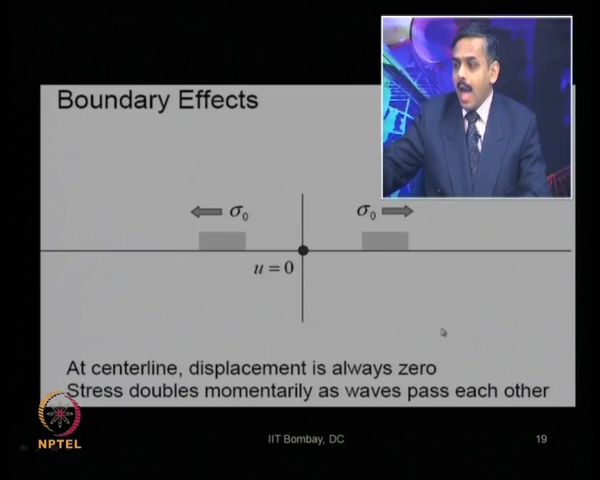 Boundary Effects
σ₀ σ₀
u = 0
At centerline, displacement is always zero
Stress doubles momentarily as waves pass each other
NPTEL
IIT Bombay, DC 19